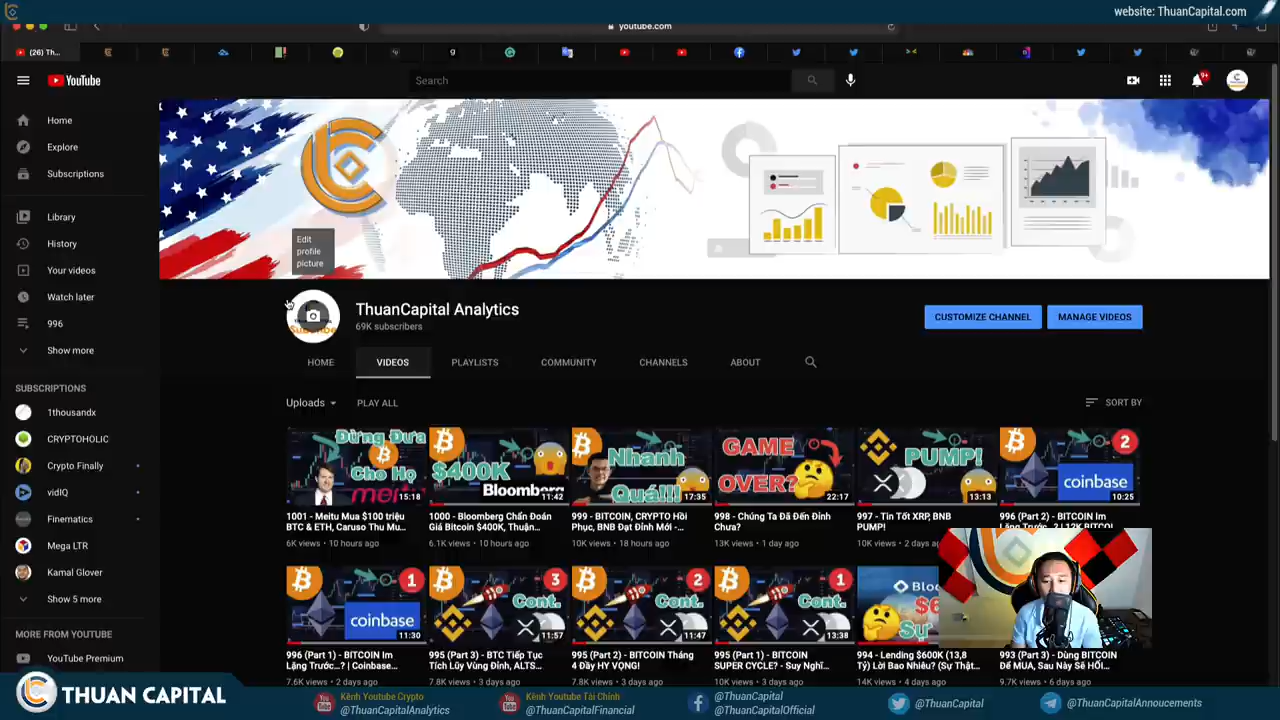 website: ThuanCapital.com
youtube.com
(26) Th...
YouTube
Search
9+
Home
Explore
Subscriptions
Library
History
Your videos
Watch later
996
Show more
SUBSCRIPTIONS
1thousandx
CRYPTOHOLIC
Crypto Finally
vidIQ
Finematics
Mega LTR
Kamal Glover
Show 5 more
MORE FROM YOUTUBE
YouTube Premium
Edit
profile
picture
ThuanCapital Analytics
69K subscribers
CUSTOMIZE CHANNEL
MANAGE VIDEOS
HOME
VIDEOS
PLAYLISTS
COMMUNITY
CHANNELS
ABOUT
Uploads
PLAY ALL
SORT BY
Đừng Đưa
Cho Họ
meitu
15:18
1001 - Meitu Mua $100 triệu
BTC & ETH, Caruso Thu Mu...
6K views • 10 hours ago
$400K
Bloomberg
11:42
1000 - Bloomberg Chẩn Đoán
Giá Bitcoin $400K, Thuận...
6.1K views • 10 hours ago
Nhanh
Quá!!!
17:35
999 - BITCOIN, CRYPTO Hồi
Phục, BNB Đạt Đỉnh Mới -...
10K views • 18 hours ago
GAME
OVER?
22:17
998 - Chúng Ta Đã Đến Đỉnh
Chưa?
13K views • 1 day ago
PUMP!
13:13
997 - Tin Tốt XRP, BNB
PUMP!
10K views • 2 days
2
coinbase
10:25
996 (Part 2) - BITCOIN Im
1
coinbase
11:30
996 (Part 1) - BITCOIN Im
Lặng Trước...? | Coinbase...
7.6K views • 3 days ago
3
Cont.
11:57
995 (Part 3) - BTC Tiếp Tục
Tích Lũy Vùng Đỉnh, ALTS...
7.8K views • 3 days ago
2
Cont.
11:47
995 (Part 2) - BITCOIN Tháng
4 Đầy HY VỌNG!
7.8K views • 3 days ago
1
Cont.
13:38
995 (Part 1) - BITCOIN
SUPER CYCLE? - Suy Nghĩ...
10K views • 3 days ago
994 - Lending $600K (13,8
Tỷ) Lời Bao Nhiêu? (Sự Thật...
14K views • 4 days ago
993 (Part 3) - Dùng BITCOIN
Để MUA, Sau Này Sẽ HỐI...
9.7K views • 6 days ago
THUAN CAPITAL
Kênh Youtube Crypto
@ThuanCapitalAnalytics
Kênh Youtube Tài Chính
@ThuanCapitalFinancial
@ThuanCapital
@ThuanCapitalOfficial
@ThuanCapital
@ThuanCapitalAnnoucements